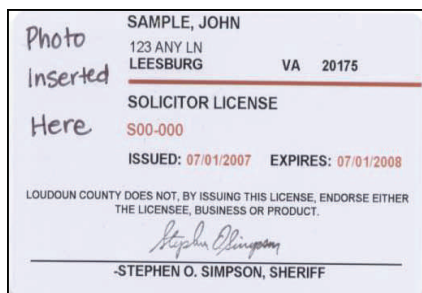 Photo
Inserted
Here
SAMPLE, JOHN
123 ANY LN
LEESBURG VA 20175
SOLICITOR LICENSE
S00-000
ISSUED: 07/01/2007 EXPIRES: 07/01/2008
LOUDOUN COUNTY DOES NOT, BY ISSUING THIS LICENSE, ENDORSE EITHER
THE LICENSEE, BUSINESS OR PRODUCT.
Stephen O Simpson
-STEPHEN O. SIMPSON, SHERIFF